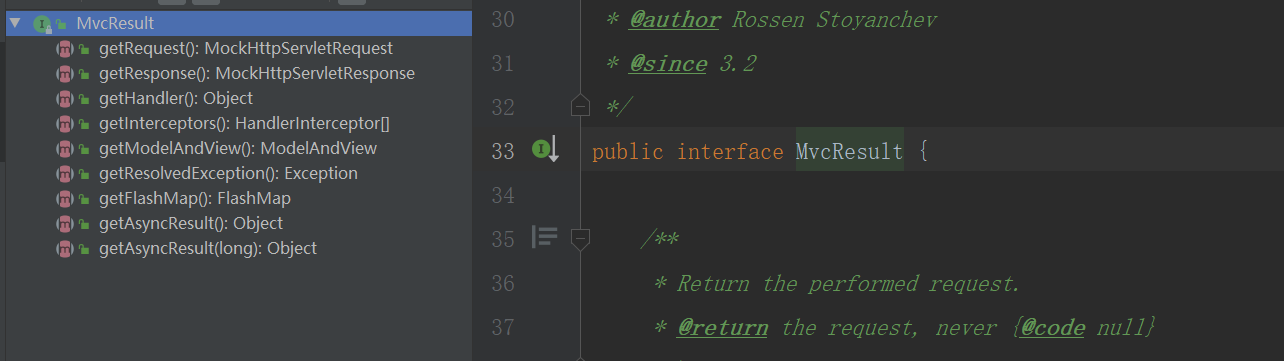 MvcResult
getRequest(): MockHttpServletRequest
getResponse(): MockHttpServletResponse
getHandler(): Object
getInterceptors(): HandlerInterceptor[]
getModelAndView(): ModelAndView
getResolvedException(): Exception
getFlashMap(): FlashMap
getAsyncResult(): Object
getAsyncResult(long): Object
30 * @author Rossen Stoyanchev
31 * @since 3.2
32 */
33 public interface MvcResult {
34
35 /**
36 * Return the performed request.
37 * @return the request, never {@code null}